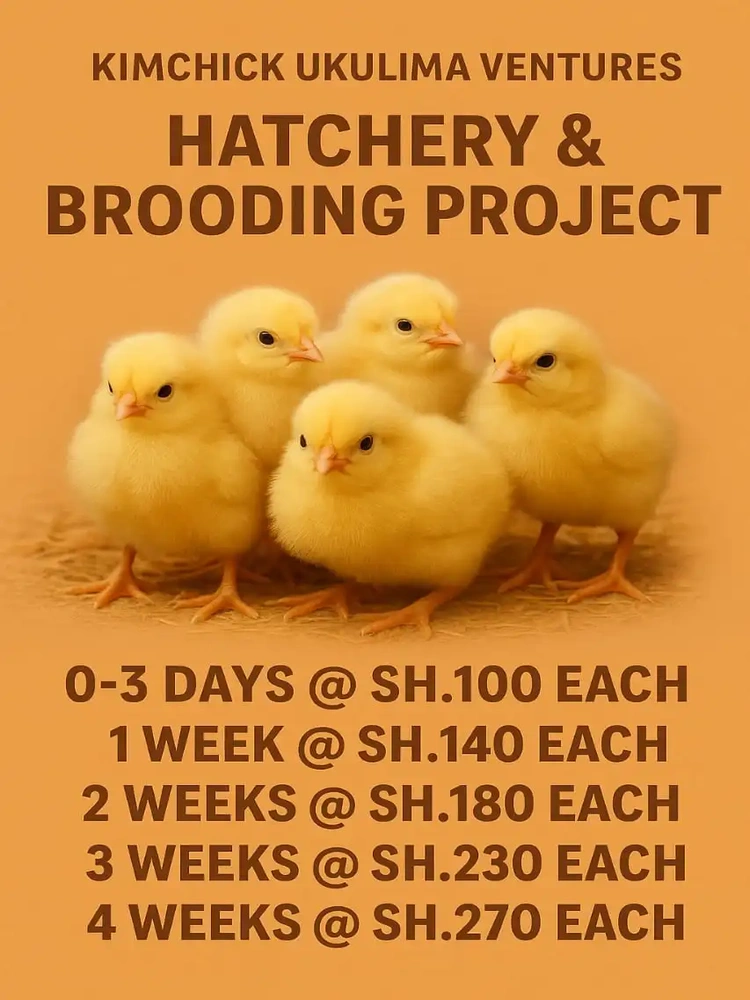 KIMCHICK UKULIMA VENTURES
HATCHERY &
BROODING PROJECT
0-3 DAYS @ SH.100 EACH
1 WEEK @ SH.140 EACH
2 WEEKS @ SH.180 EACH
3 WEEKS @ SH.230 EACH
4 WEEKS @ SH.270 EACH